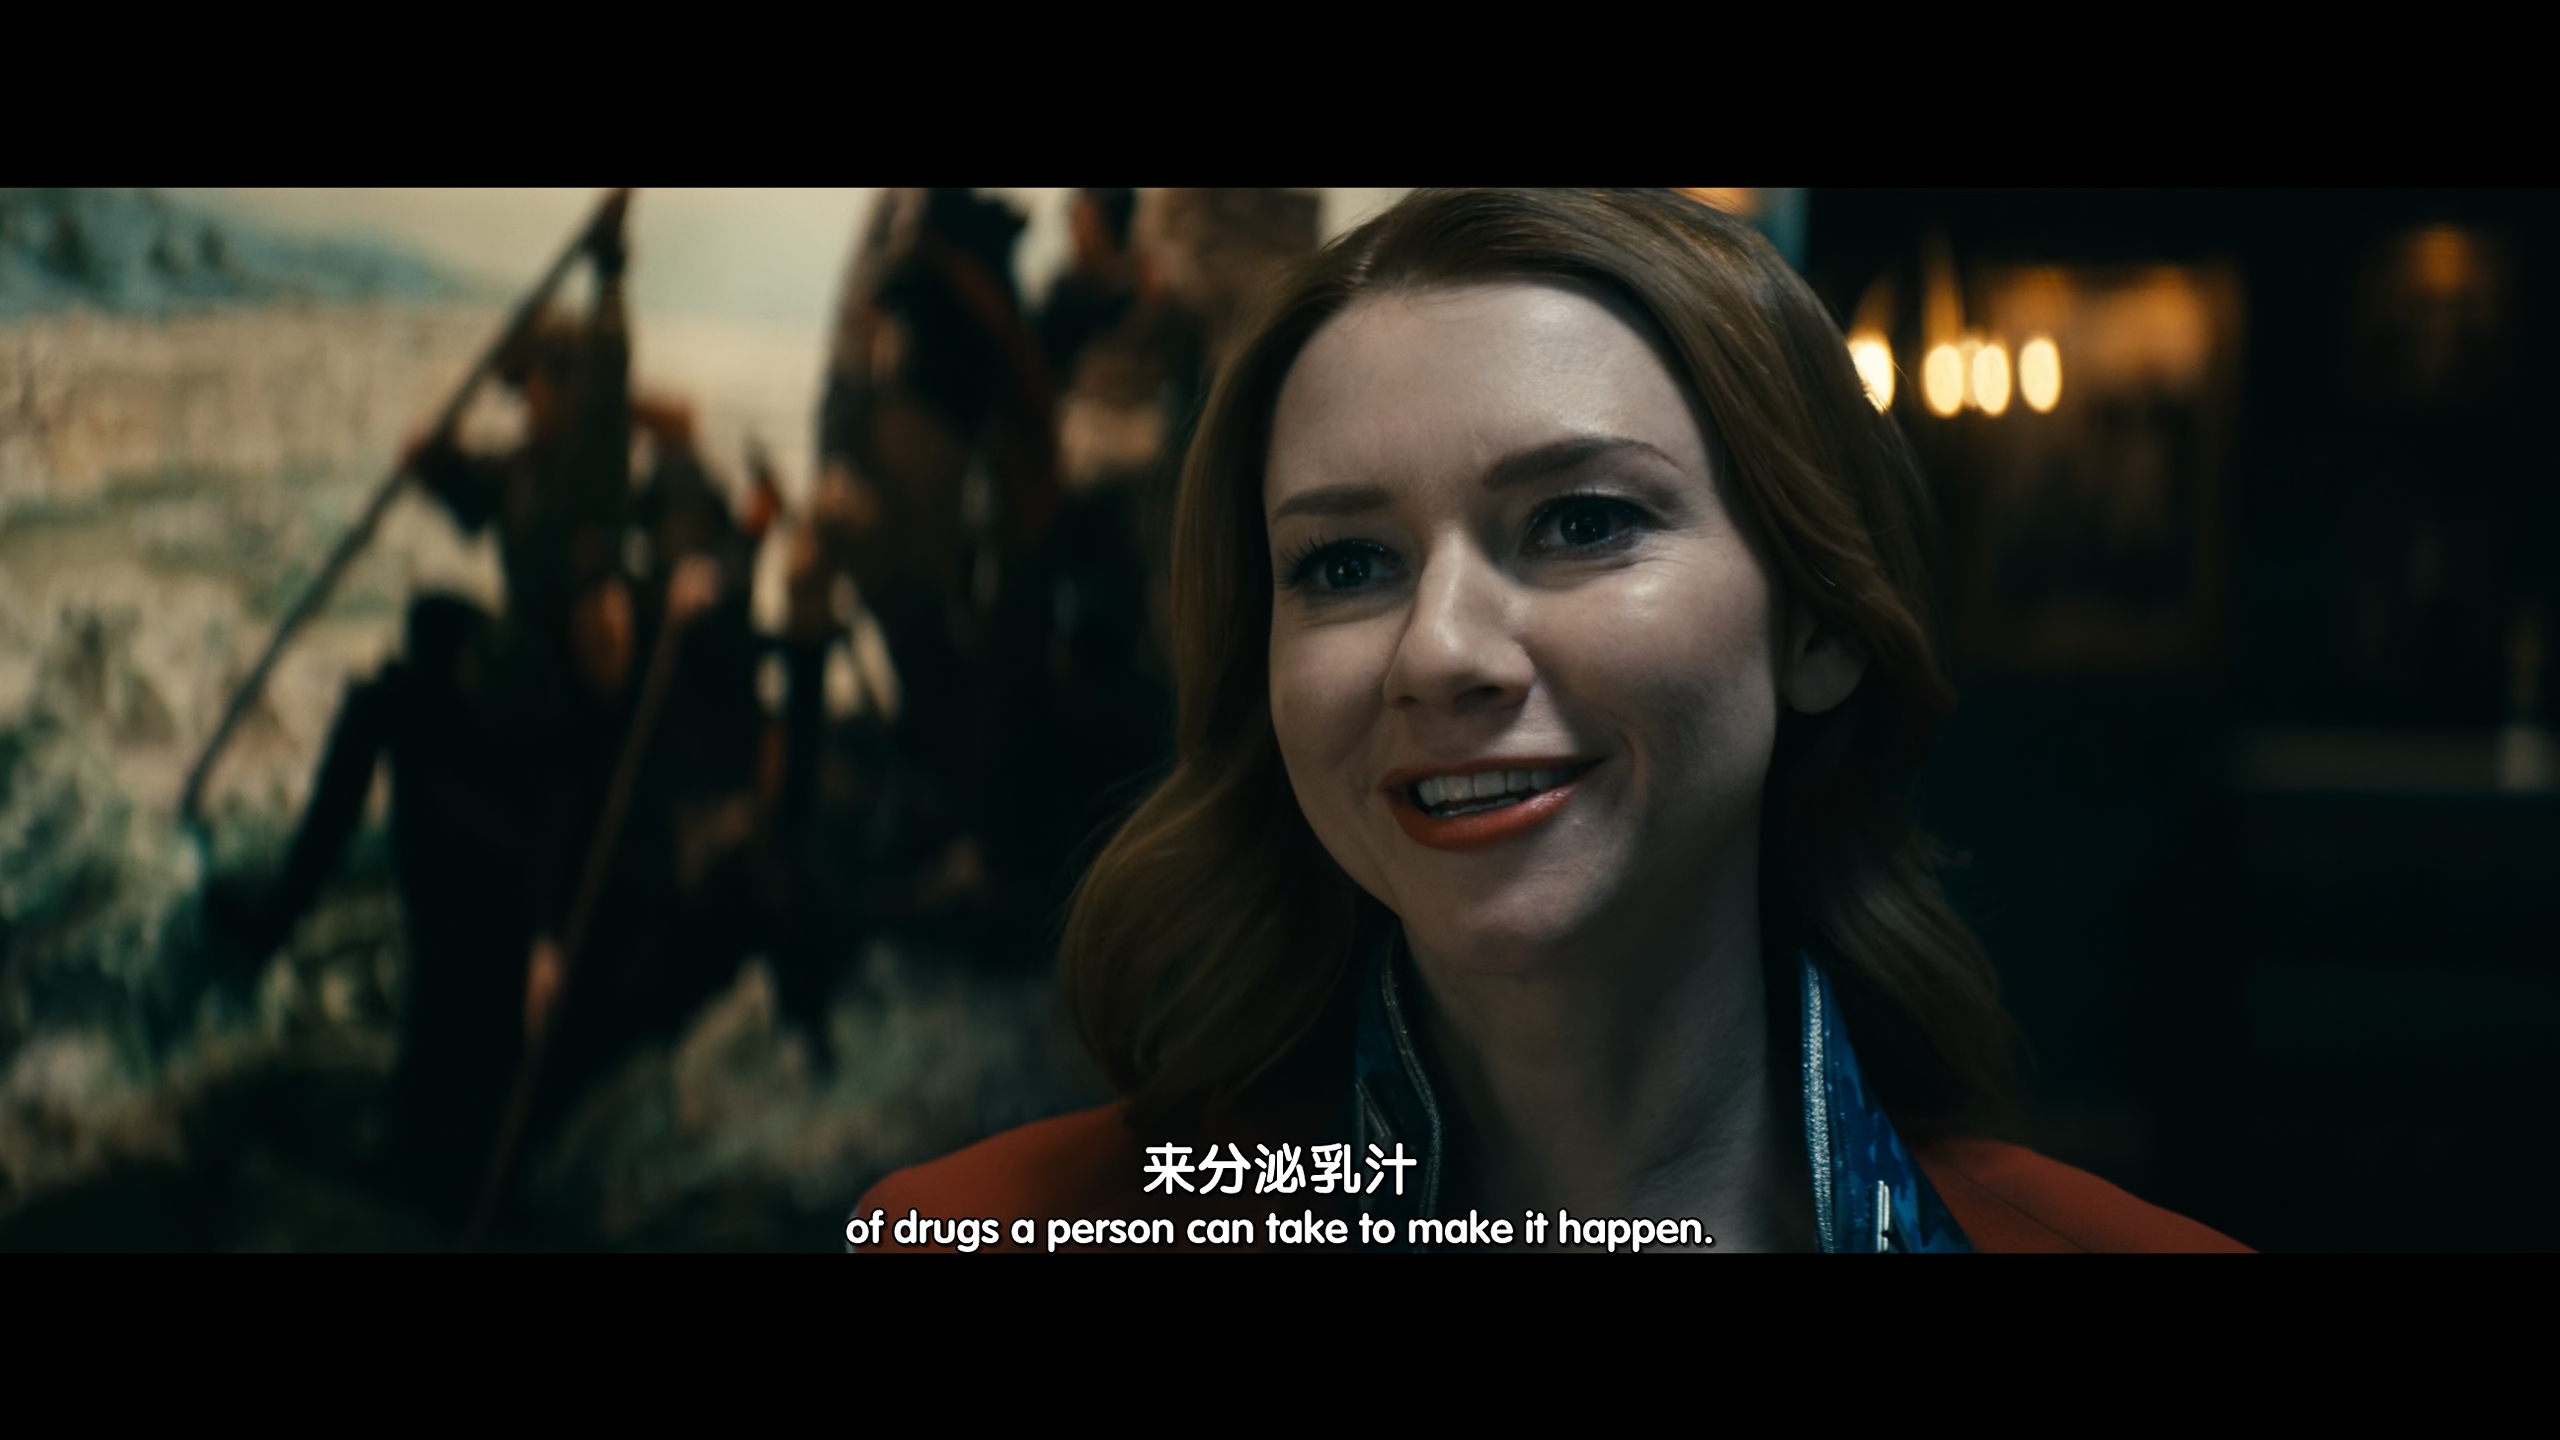 来分泌乳汁
of drugs a person can take to make it happen.